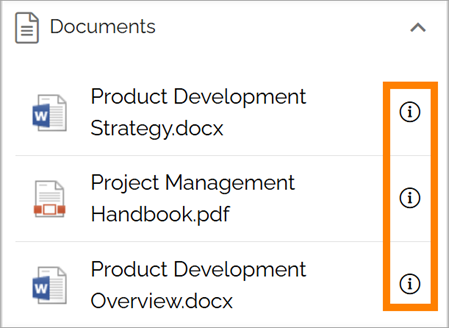 Documents
Product Development
Strategy.docx
Project Management
Handbook.pdf
Product Development
Overview.docx